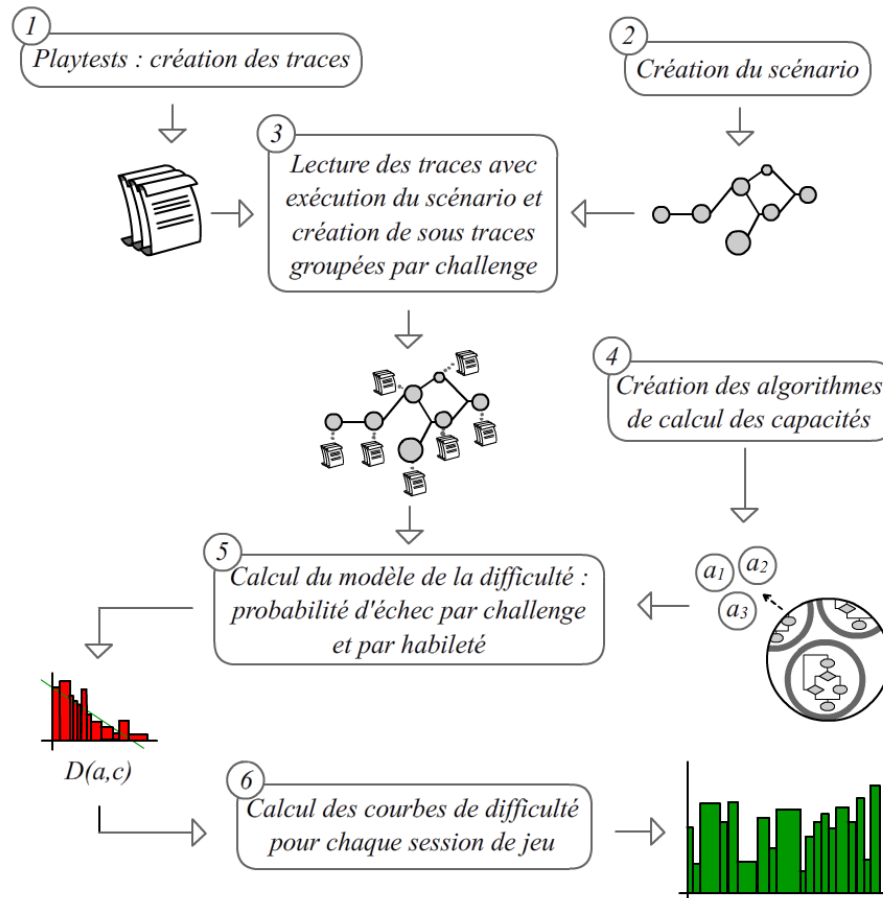 1
Playtests : création des traces
2
Création du scénario
3
Lecture des traces avec
exécution du scénario et
création de sous traces
groupées par challenge
4
Création des algorithmes
de calcul des capacités
5
Calcul du modèle de la difficulté :
probabilité d'échec par challenge
et par habileté
a1
a2
a3
D(a,c)
6
Calcul des courbes de difficulté
pour chaque session de jeu